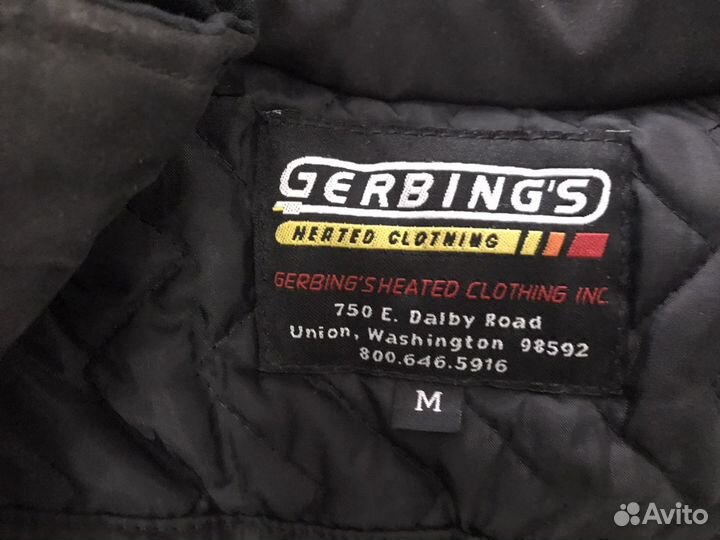 GERBING'S
HEATED CLOTHING
GERBING'S HEATED CLOTHING INC.
750 E. Dalby Road
Union, Washington 98592
800.646.5916
M
Avito